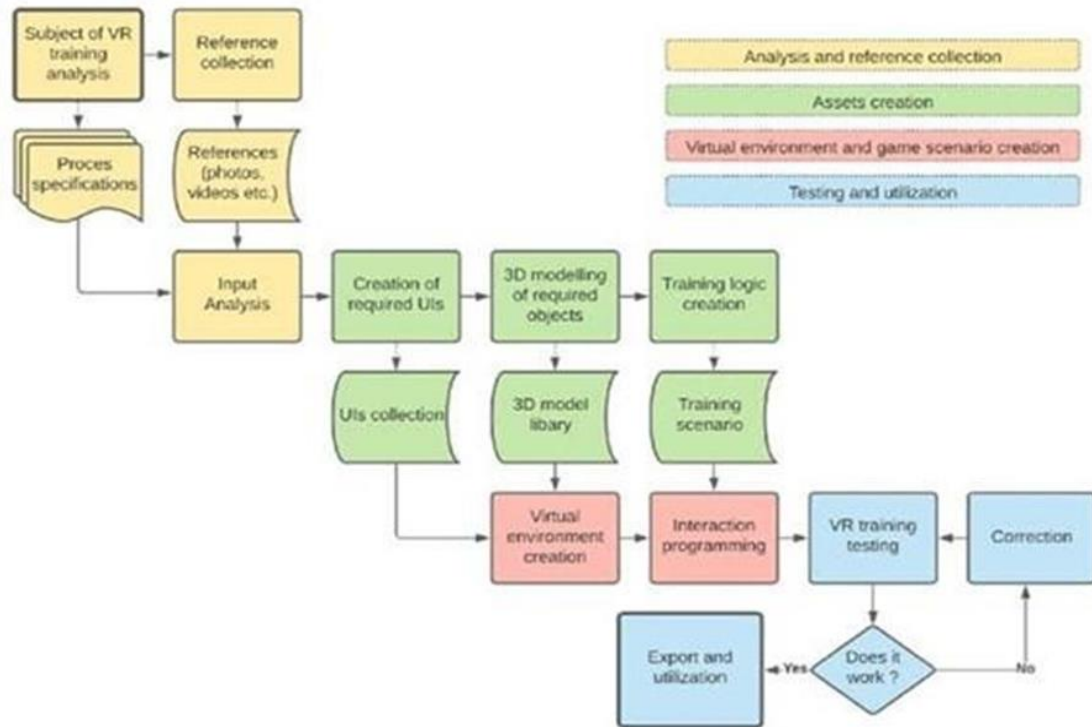 Subject of VR
training
analysis
Reference
collection
Analysis and reference collection
Assets creation
Virtual environment and game scenario creation
Testing and utilization
Proces
specifications
References
(photos,
videos etc.)
Input
Analysis
Creation of
required UIs
3D modelling
of required
objects
Training logic
creation
UIs collection
3D model
libary
Training
scenario
Virtual
environment
creation
Interaction
programming
VR training
testing
Correction
Export and
utilization
Yes
Does it
work ?
No